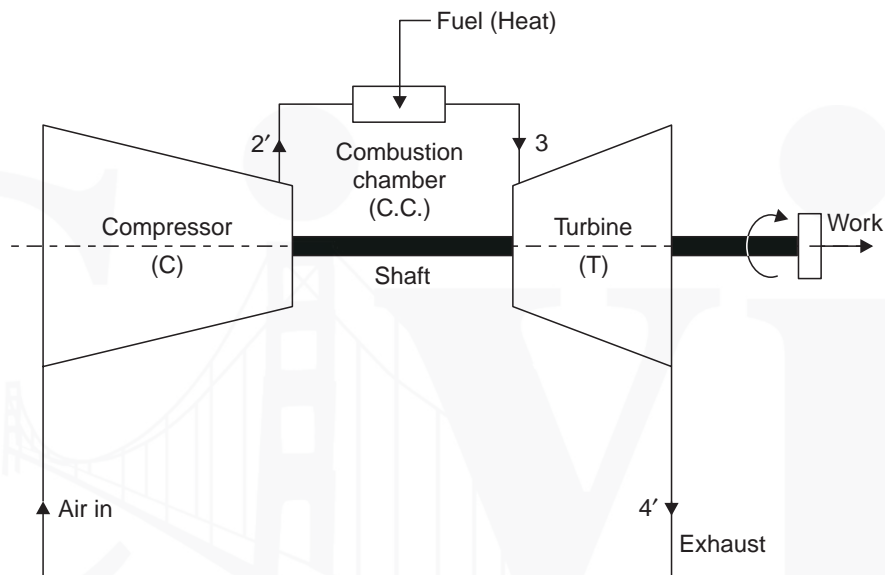 Fuel (Heat)
2′
3
Combustion
chamber
(C.C.)
Compressor
(C)
Turbine
(T)
Work
Shaft
Air in
4′
Exhaust